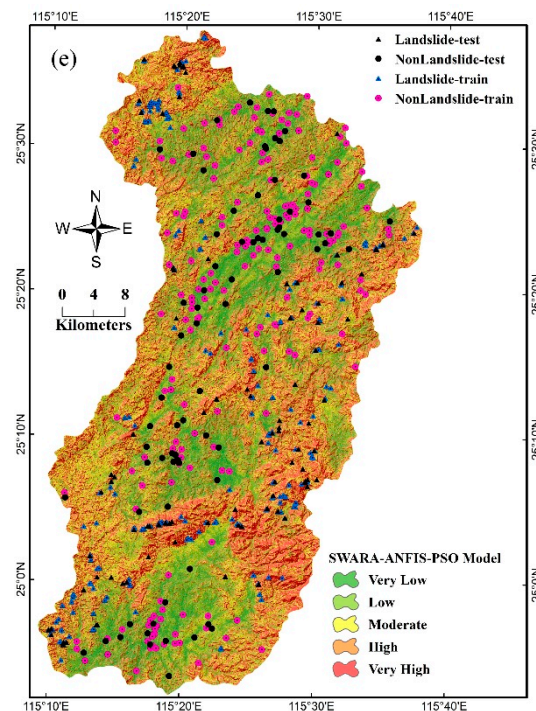 115°10'E 115°20'E 115°30'E 115°40'E
(e)
Landslide-test
NonLandslide-test
Landslide-train
NonLandslide-train
25°30'N 25°30'N
N
W E
S
25°20'N 25°20'N
0 4 8
Kilometers
25°10'N 25°10'N
25°0'N 25°0'N
SWARA-ANFIS-PSO Model
Very Low
Low
Moderate
High
Very High
115°10'E 115°20'E 115°30'E 115°40'E